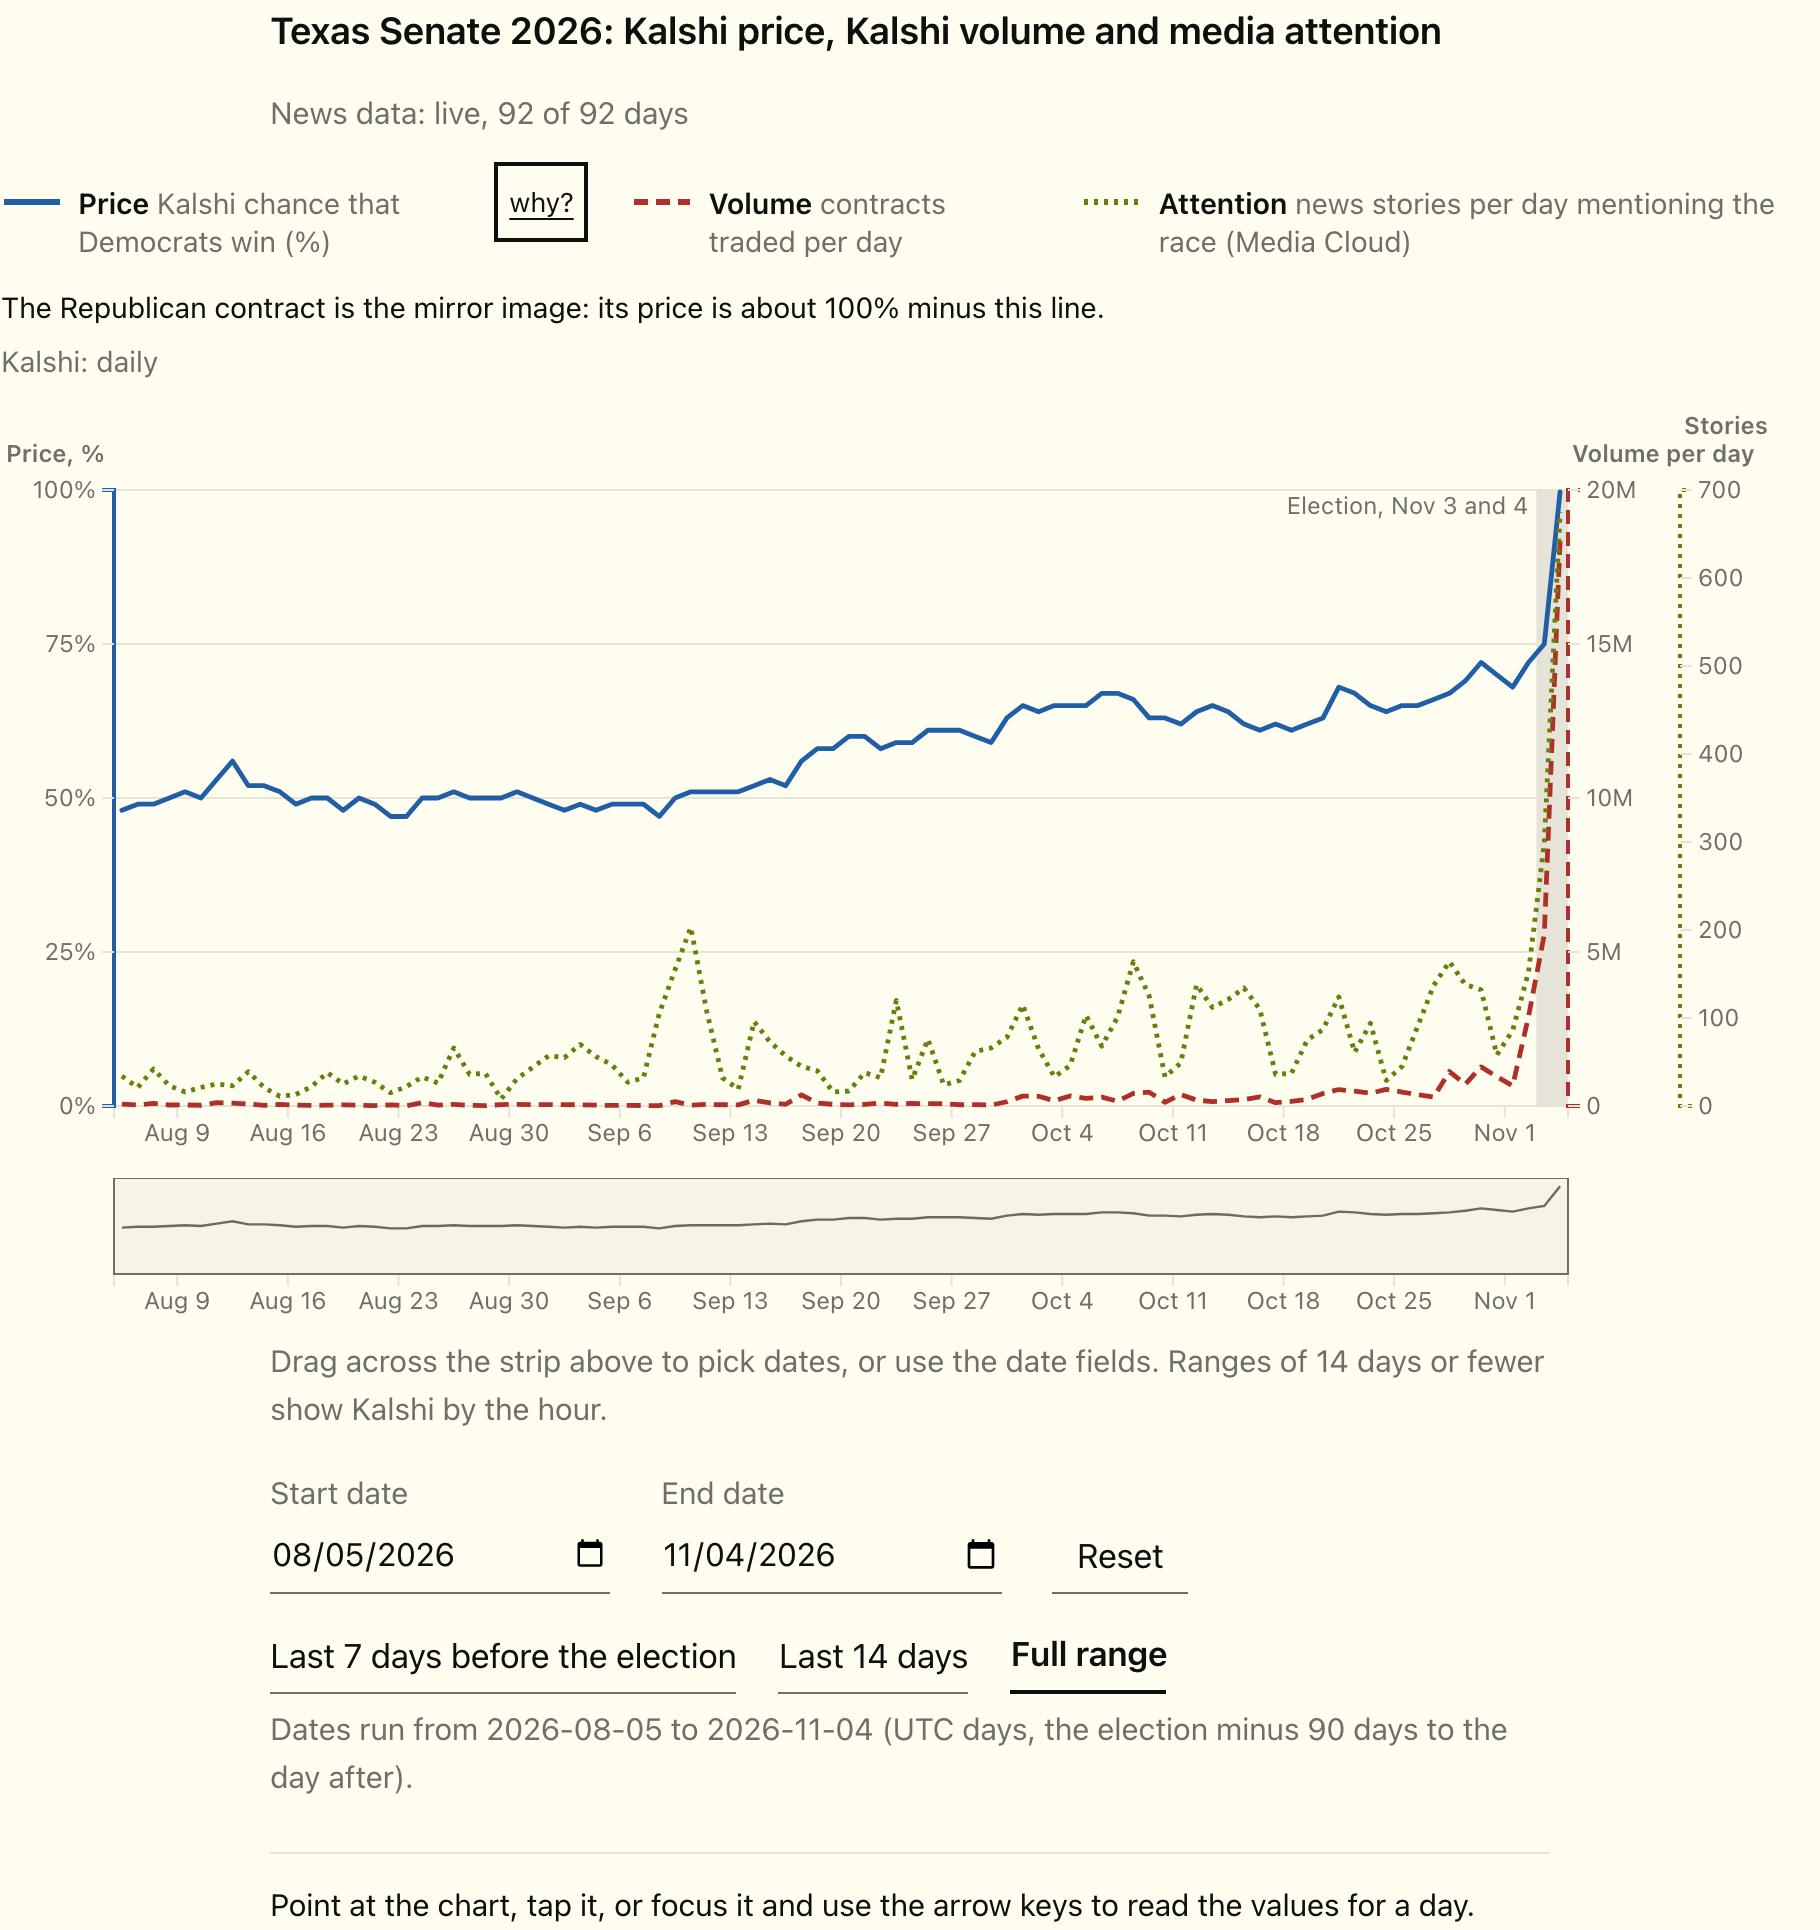 Texas Senate 2026: Kalshi price, Kalshi volume and media attention
News data: live, 92 of 92 days
Price Kalshi chance that
Democrats win (%)
why?
Volume contracts
traded per day
Attention news stories per day mentioning the
race (Media Cloud)
The Republican contract is the mirror image: its price is about 100% minus this line.
Kalshi: daily
Price, %
Volume
Stories
per day
100%
75%
50%
25%
0%
Election, Nov 3 and 4
20M
15M
10M
5M
0
700
600
500
400
300
200
100
0
Aug 9 Aug 16 Aug 23 Aug 30 Sep 6 Sep 13 Sep 20 Sep 27 Oct 4 Oct 11 Oct 18 Oct 25 Nov 1
Aug 9 Aug 16 Aug 23 Aug 30 Sep 6 Sep 13 Sep 20 Sep 27 Oct 4 Oct 11 Oct 18 Oct 25 Nov 1
Drag across the strip above to pick dates, or use the date fields. Ranges of 14 days or fewer
show Kalshi by the hour.
Start date
08/05/2026
End date
11/04/2026
Reset
Last 7 days before the election
Last 14 days
Full range
Dates run from 2026-08-05 to 2026-11-04 (UTC days, the election minus 90 days to the
day after).
Point at the chart, tap it, or focus it and use the arrow keys to read the values for a day.